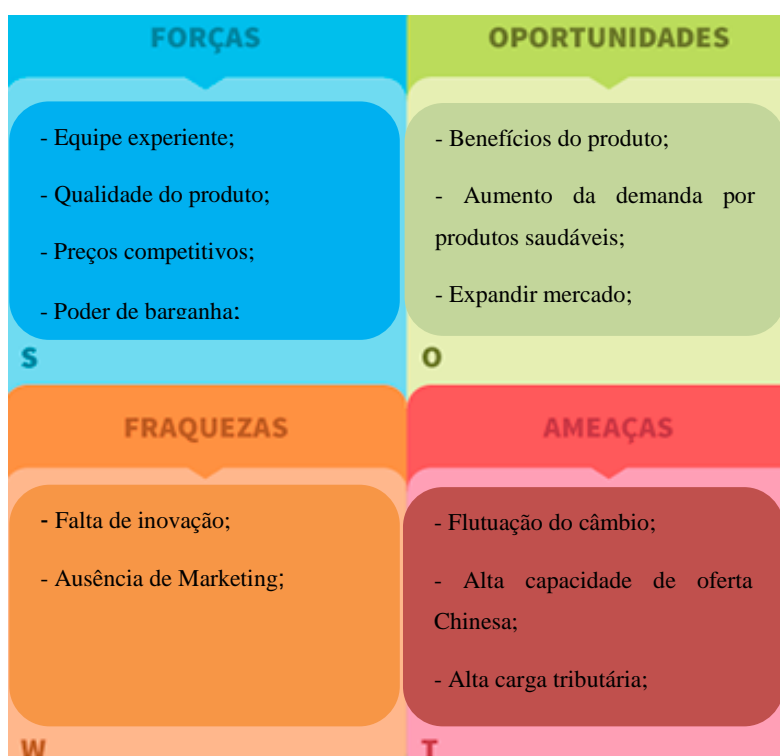 FORÇAS
- Equipe experiente;
- Qualidade do produto;
- Preços competitivos;
- Poder de barganha;
S
OPORTUNIDADES
- Benefícios do produto;
- Aumento da demanda por
produtos saudáveis;
- Expandir mercado;
O
FRAQUEZAS
- Falta de inovação;
- Ausência de Marketing;
W
AMEAÇAS
- Flutuação do câmbio;
- Alta capacidade de oferta
Chinesa;
- Alta carga tributária;
T